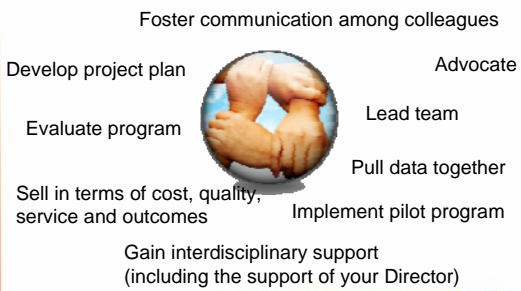 Foster communication among colleagues
Develop project plan
Advocate
Evaluate program
Lead team
Pull data together
Sell in terms of cost, quality,
service and outcomes
Implement pilot program
Gain interdisciplinary support
(including the support of your Director)